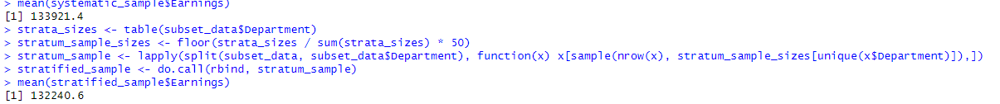 > mean(systematic_sample$Earnings)
[1] 133921.4
> strata_sizes <- table(subset_data$Department)
> stratum_sample_sizes <- floor(strata_sizes / sum(strata_sizes) * 50)
> stratum_sample <- lapply(split(subset_data, subset_data$Department), function(x) x[sample(nrow(x), stratum_sample_sizes[unique(x$Department)]),])
> stratified_sample <- do.call(rbind, stratum_sample)
> mean(stratified_sample$Earnings)
[1] 132240.6